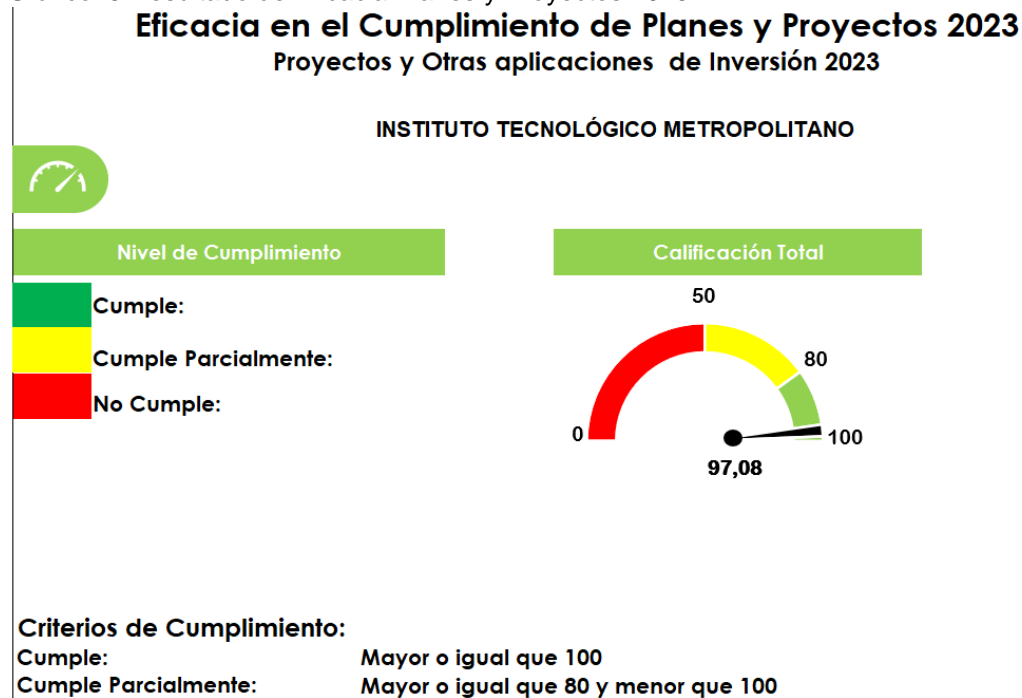 Eficacia en el Cumplimiento de Planes y Proyectos 2023
Proyectos y Otras aplicaciones de Inversión 2023
INSTITUTO TECNOLÓGICO METROPOLITANO
Nivel de Cumplimiento
Calificación Total
Cumple:
Cumple Parcialmente:
No Cumple:
50
80
0
100
97,08
Criterios de Cumplimiento:
Cumple: Mayor o igual que 100
Cumple Parcialmente: Mayor o igual que 80 y menor que 100